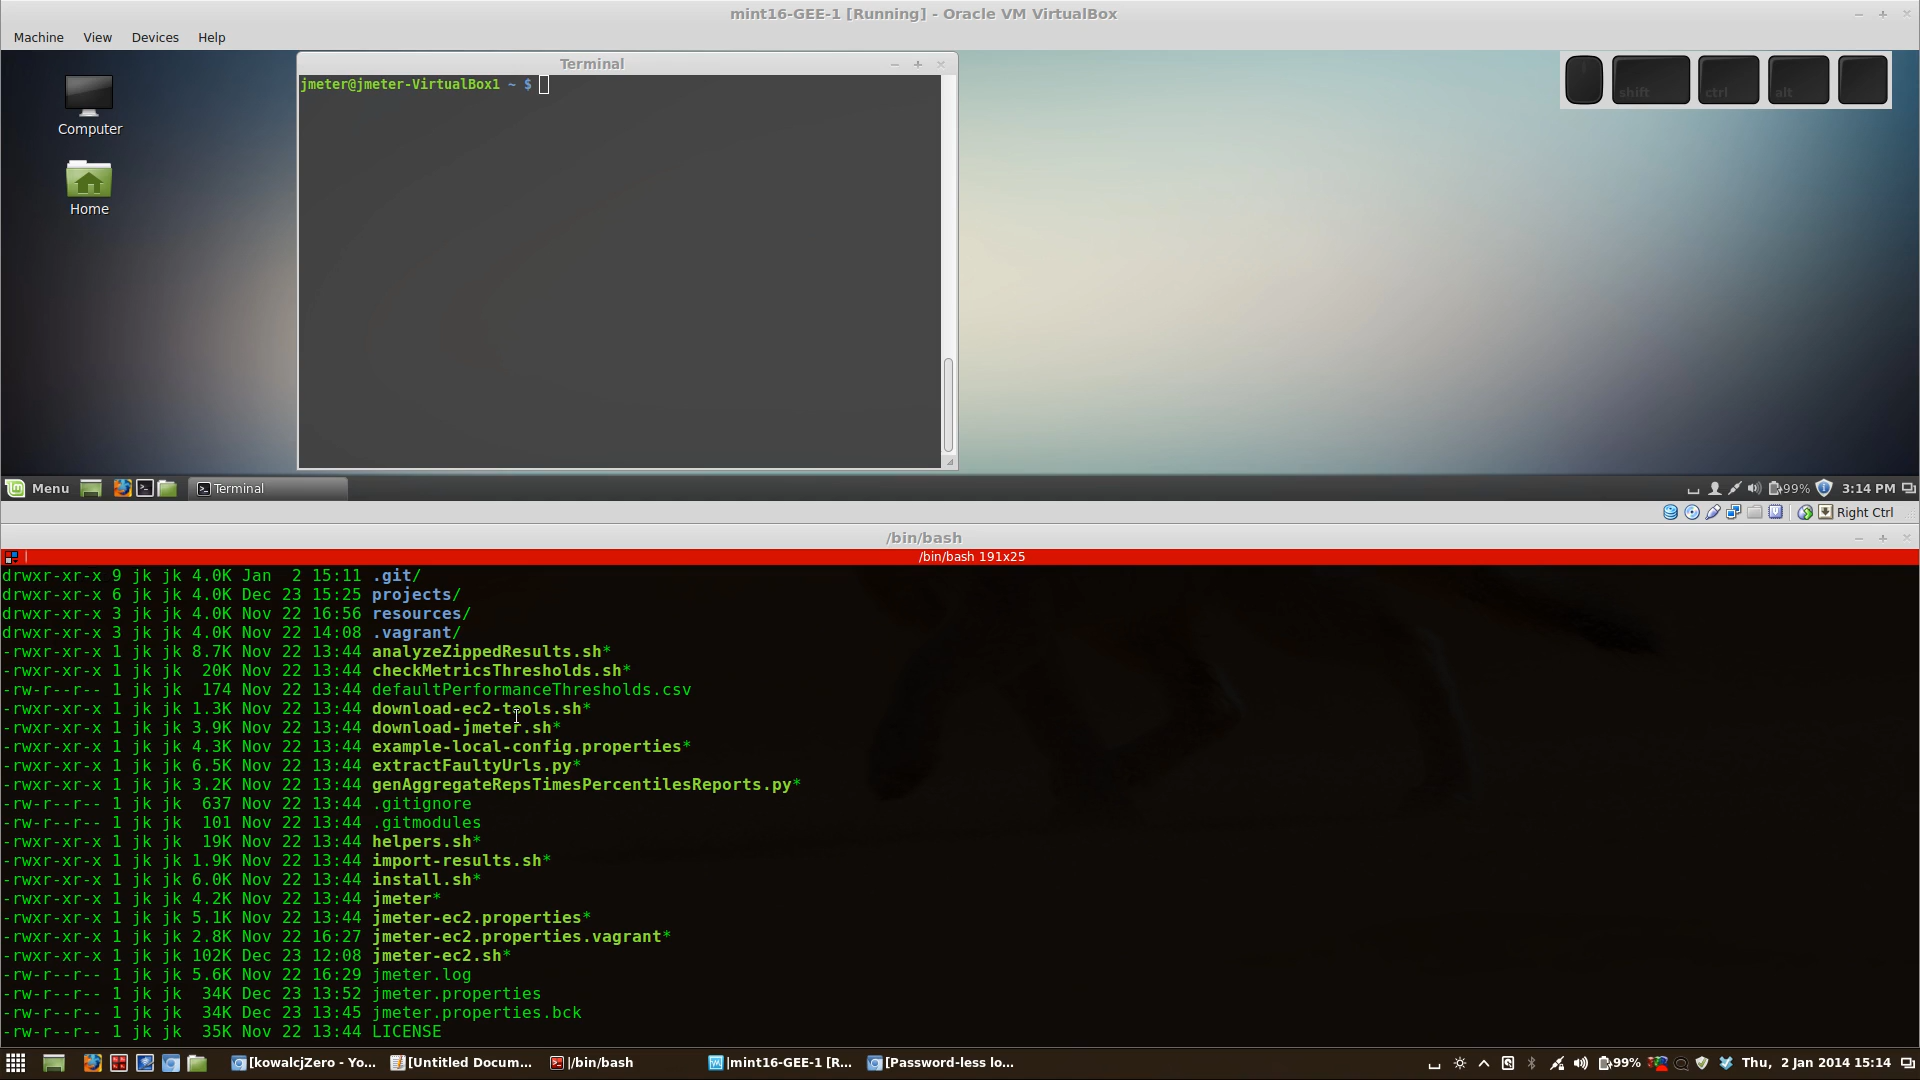 mint16-GEE-1 [Running] - Oracle VM VirtualBox
Machine View Devices Help
Terminal
jmeter@jmeter-VirtualBox1 ~ $
shift ctrl alt
Computer
Home
Menu Terminal 99% 3:14 PM
Right Ctrl
/bin/bash
/bin/bash 191x25
drwxr-xr-x 9 jk jk 4.0K Jan  2 15:11 .git/
drwxr-xr-x 6 jk jk 4.0K Dec 23 15:25 projects/
drwxr-xr-x 3 jk jk 4.0K Nov 22 16:56 resources/
drwxr-xr-x 3 jk jk 4.0K Nov 22 14:08 .vagrant/
-rwxr-xr-x 1 jk jk 8.7K Nov 22 13:44 analyzeZippedResults.sh*
-rwxr-xr-x 1 jk jk  20K Nov 22 13:44 checkMetricsThresholds.sh*
-rw-r--r-- 1 jk jk  174 Nov 22 13:44 defaultPerformanceThresholds.csv
-rwxr-xr-x 1 jk jk 1.3K Nov 22 13:44 download-ec2-tools.sh*
-rwxr-xr-x 1 jk jk 3.9K Nov 22 13:44 download-jmeter.sh*
-rwxr-xr-x 1 jk jk 4.3K Nov 22 13:44 example-local-config.properties*
-rwxr-xr-x 1 jk jk 6.5K Nov 22 13:44 extractFaultyUrls.py*
-rwxr-xr-x 1 jk jk 3.2K Nov 22 13:44 genAggregateRepsTimesPercentilesReports.py*
-rw-r--r-- 1 jk jk  637 Nov 22 13:44 .gitignore
-rw-r--r-- 1 jk jk  101 Nov 22 13:44 .gitmodules
-rwxr-xr-x 1 jk jk  19K Nov 22 13:44 helpers.sh*
-rwxr-xr-x 1 jk jk 1.9K Nov 22 13:44 import-results.sh*
-rwxr-xr-x 1 jk jk 6.0K Nov 22 13:44 install.sh*
-rwxr-xr-x 1 jk jk 4.2K Nov 22 13:44 jmeter*
-rwxr-xr-x 1 jk jk 5.1K Nov 22 13:44 jmeter-ec2.properties*
-rwxr-xr-x 1 jk jk 2.8K Nov 22 16:27 jmeter-ec2.properties.vagrant*
-rwxr-xr-x 1 jk jk 102K Dec 23 12:08 jmeter-ec2.sh*
-rw-r--r-- 1 jk jk 5.6K Nov 22 16:29 jmeter.log
-rw-r--r-- 1 jk jk  34K Dec 23 13:52 jmeter.properties
-rw-r--r-- 1 jk jk  34K Dec 23 13:45 jmeter.properties.bck
-rw-r--r-- 1 jk jk  35K Nov 22 13:44 LICENSE
[kowalcjZero - Yo... [Untitled Docum... |/bin/bash |mint16-GEE-1 [R... [Password-less lo... 99% Thu, 2 Jan 2014 15:14